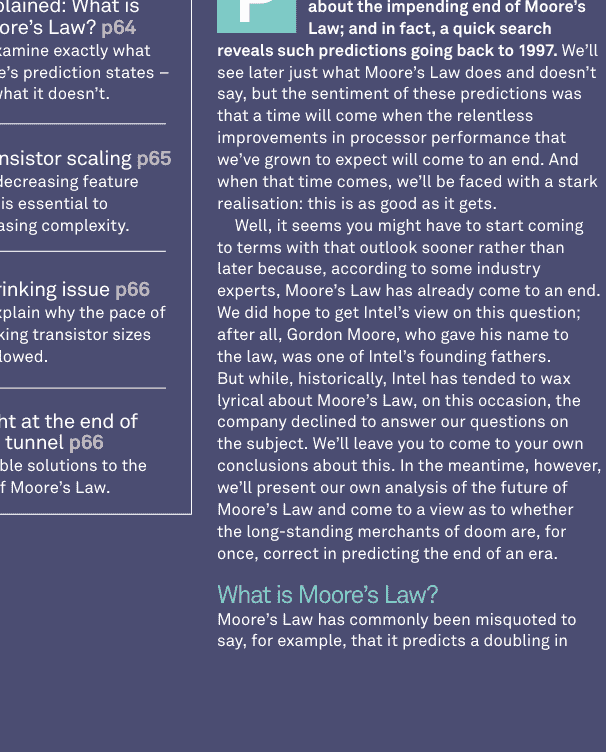 plained: What is
ore's Law? p64
xamine exactly what
e's prediction states –
what it doesn't.
nsistor scaling p65
decreasing feature
is essential to
asing complexity.
rinking issue p66
xplain why the pace of
king transistor sizes
lowed.
ht at the end of
tunnel p66
ble solutions to the
f Moore's Law.
P
about the impending end of Moore's
Law; and in fact, a quick search
reveals such predictions going back to 1997. We'll
see later just what Moore's Law does and doesn't
say, but the sentiment of these predictions was
that a time will come when the relentless
improvements in processor performance that
we've grown to expect will come to an end. And
when that time comes, we'll be faced with a stark
realisation: this is as good as it gets.
Well, it seems you might have to start coming
to terms with that outlook sooner rather than
later because, according to some industry
experts, Moore's Law has already come to an end.
We did hope to get Intel's view on this question;
after all, Gordon Moore, who gave his name to
the law, was one of Intel's founding fathers.
But while, historically, Intel has tended to wax
lyrical about Moore's Law, on this occasion, the
company declined to answer our questions on
the subject. We'll leave you to come to your own
conclusions about this. In the meantime, however,
we'll present our own analysis of the future of
Moore's Law and come to a view as to whether
the long-standing merchants of doom are, for
once, correct in predicting the end of an era.
What is Moore's Law?
Moore's Law has commonly been misquoted to
say, for example, that it predicts a doubling in